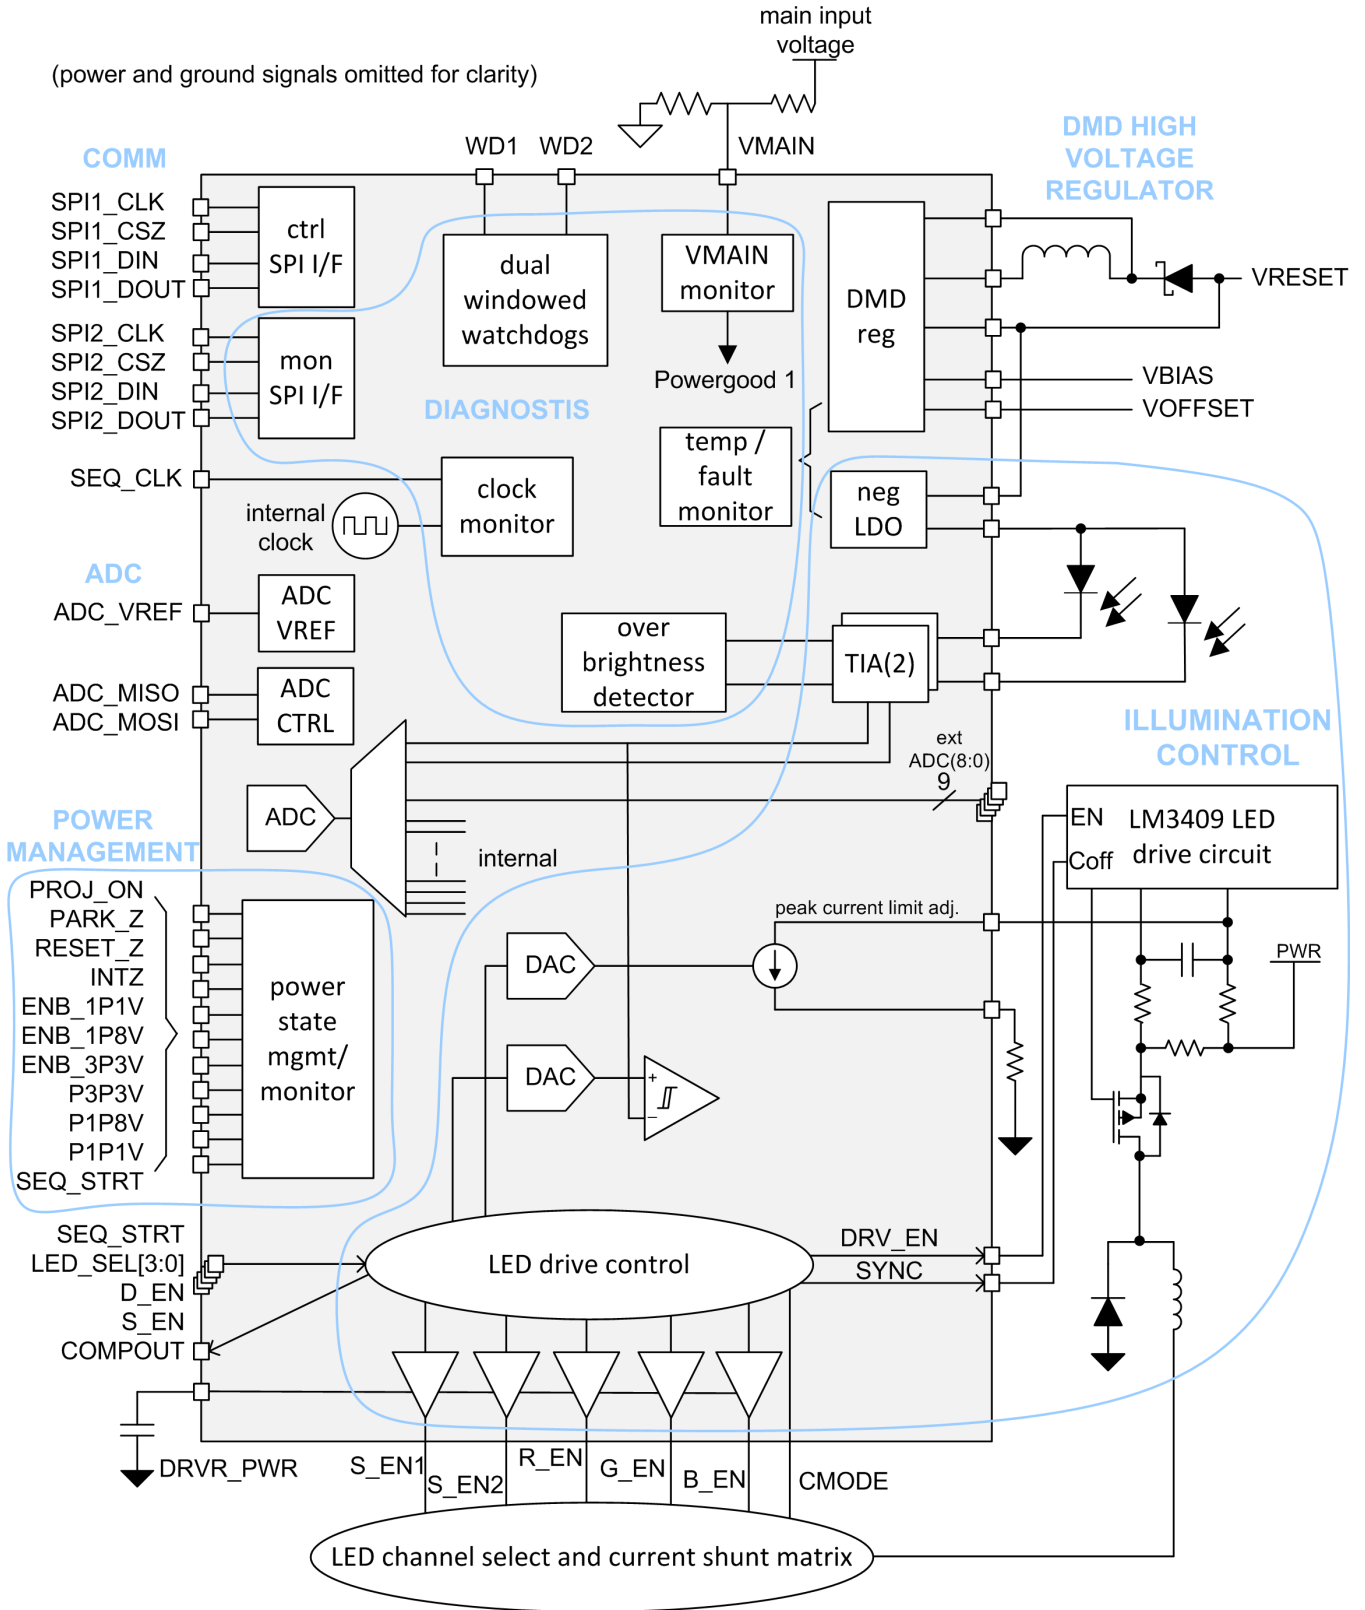 main input
voltage
(power and ground signals omitted for clarity)
WD1
WD2
VMAIN
DMD HIGH
VOLTAGE
REGULATOR
COMM
SPI1_CLK
SPI1_CSZ
SPI1_DIN
SPI1_DOUT
ctrl
SPI I/F
SPI2_CLK
SPI2_CSZ
SPI2_DIN
SPI2_DOUT
mon
SPI I/F
dual
windowed
watchdogs
VMAIN
monitor
Powergood 1
DMD
reg
VRESET
VBIAS
VOFFSET
DIAGNOSTIS
temp /
fault
monitor
neg
LDO
SEQ_CLK
clock
monitor
internal
clock
ADC
ADC_VREF
ADC
VREF
ADC_MISO
ADC_MOSI
ADC
CTRL
over
brightness
detector
TIA(2)
ILLUMINATION
CONTROL
ext
ADC(8:0)
9
ADC
internal
EN
Coff
LM3409 LED
drive circuit
POWER
MANAGEMENT
PROJ_ON
PARK_Z
RESET_Z
INTZ
ENB_1P1V
ENB_1P8V
ENB_3P3V
P3P3V
P1P8V
P1P1V
SEQ_STRT
power
state
mgmt/
monitor
peak current limit adj.
DAC
PWR
DAC
+
−
SEQ_STRT
LED_SEL[3:0]
D_EN
S_EN
COMPOUT
LED drive control
DRV_EN
SYNC
DRVR_PWR
S_EN1
S_EN2
R_EN
G_EN
B_EN
CMODE
LED channel select and current shunt matrix